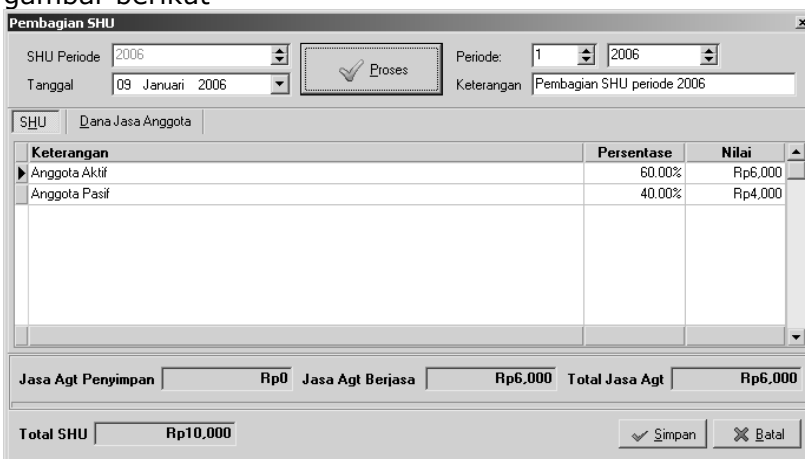 gambar berikut
Pembagian SHU
SHU Periode 2006 Proses Periode: 1 2006
Tanggal 09 Januari 2006 Keterangan Pembagian SHU periode 2006
SHU Dana Jasa Anggota
Keterangan Persentase Nilai
Anggota Aktif 60.00% Rp6,000
Anggota Pasif 40.00% Rp4,000
Jasa Agt Penyimpan Rp0 Jasa Agt Berjasa Rp6,000 Total Jasa Agt Rp6,000
Total SHU Rp10,000 Simpan Batal